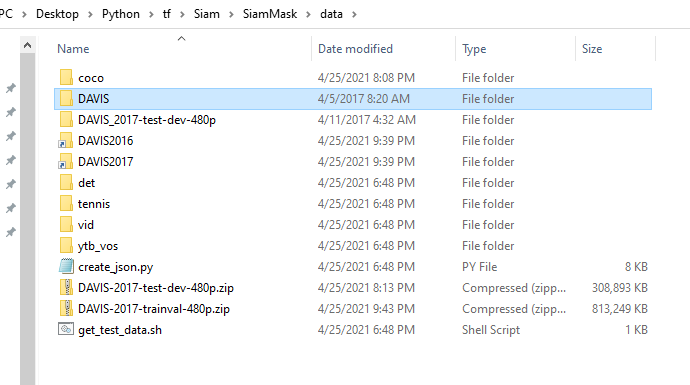 PC > Desktop > Python > tf > Siam > SiamMask > data >
Name Date modified Type Size
coco 4/25/2021 8:08 PM File folder
DAVIS 4/5/2017 8:20 AM File folder
DAVIS_2017-test-dev-480p 4/11/2017 4:32 AM File folder
DAVIS2016 4/25/2021 9:39 PM File folder
DAVIS2017 4/25/2021 9:39 PM File folder
det 4/25/2021 6:48 PM File folder
tennis 4/25/2021 6:48 PM File folder
vid 4/25/2021 6:48 PM File folder
ytb_vos 4/25/2021 6:48 PM File folder
create_json.py 4/25/2021 6:48 PM PY File 8 KB
DAVIS-2017-test-dev-480p.zip 4/25/2021 8:13 PM Compressed (zipp... 308,893 KB
DAVIS-2017-trainval-480p.zip 4/25/2021 9:43 PM Compressed (zipp... 813,249 KB
get_test_data.sh 4/25/2021 6:48 PM Shell Script 1 KB